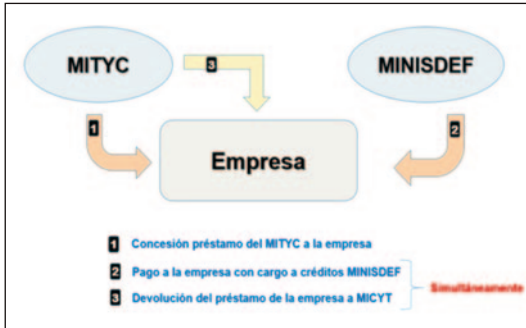 MITYC
MINISDEF
3
1
2
Empresa
1 Concesión préstamo del MITYC a la empresa
2 Pago a la empresa con cargo a créditos MINISDEF
3 Devolución del préstamo de la empresa a MICYT
Simultáneamente